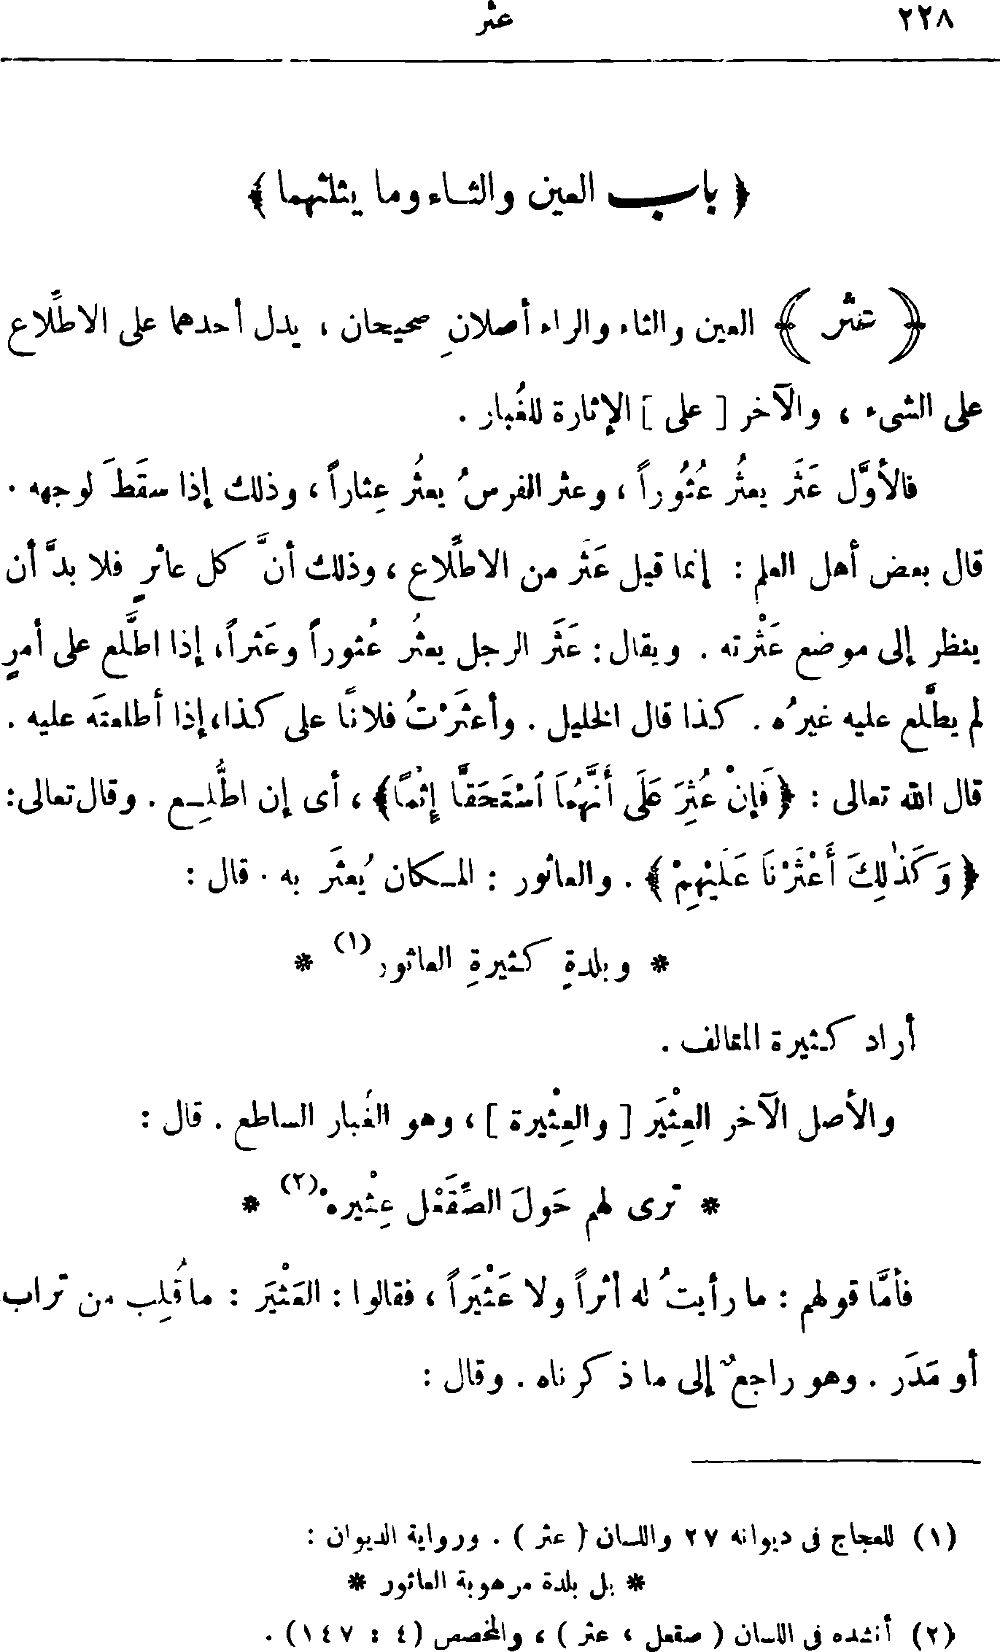 ٢٢٨ عثر
﴿ باب العين والثاء وما يثلثهما ﴾
﴿ عثر ﴾ العين والثاء والراء أصلانِ صحيحان ، يدل أحدهما على الاطِّلاع
على الشىء ، والآخر [ على ] الإثارة للغُبار .
فالأوَّل عَثَر يعثُر عُثُوراً ، وعثر الفرسُ يعثُر عِثاراً ، وذلك إذا سقَطَ لوجهه .
قال بعض أهل العلم : إنما قيل عَثَر من الاطِّلاع ، وذلك أنَّ كل عاثرٍ فلا بدَّ أن
ينظر إلى موضع عَثْرته . ويقال : عَثَر الرجل يعثُر عُثوراً وعَثراً، إذا اطَّلع على أمرٍ
لم يطَّلع عليه غيرُه . كذا قال الخليل . وأعثَرْتُ فلانًا على كذا،إذا أطلعتَه عليه .
قال الله تعالى : ﴿فَإِنْ عُثِرَ عَلَى أَنَّهُمَا اسْتَحَقَّا إِثْمًا﴾ ، أى إن اطُّلِع . وقال تعالى:
﴿وَكَذٰلِكَ أَعْثَرْنَا عَلَيْهِمْ﴾ . والعاثور : المكان يُعثَر به . قال :
* وبلدةٍ كثيرةِ العاثور(١) *
أراد كثيرة المتالف .
والأصل الآخر العِثْيَر [ والعِثْيرة ] ، وهو الغُبار الساطع . قال :
* ترى لهم حَولَ الصِّقَعْل عِثْيره(٢) *
فأمَّا قولهم : ما رأيتُ له أثراً ولا عَثْيَراً ، فقالوا : العَثْيَر : ما قُلِب من تراب
أو مَدَر . وهو راجعٌ إلى ما ذكرناه . وقال :
(١) للعجاج فى ديوانه ٢٧ واللسان ( عثر ) . ورواية الديوان :
* بل بلدة مرهوبة العاثور *
(٢) أنشده فى اللسان ( صقعل ، عثر ) ، والمخصص ( ٤ : ١٤٧ ) .